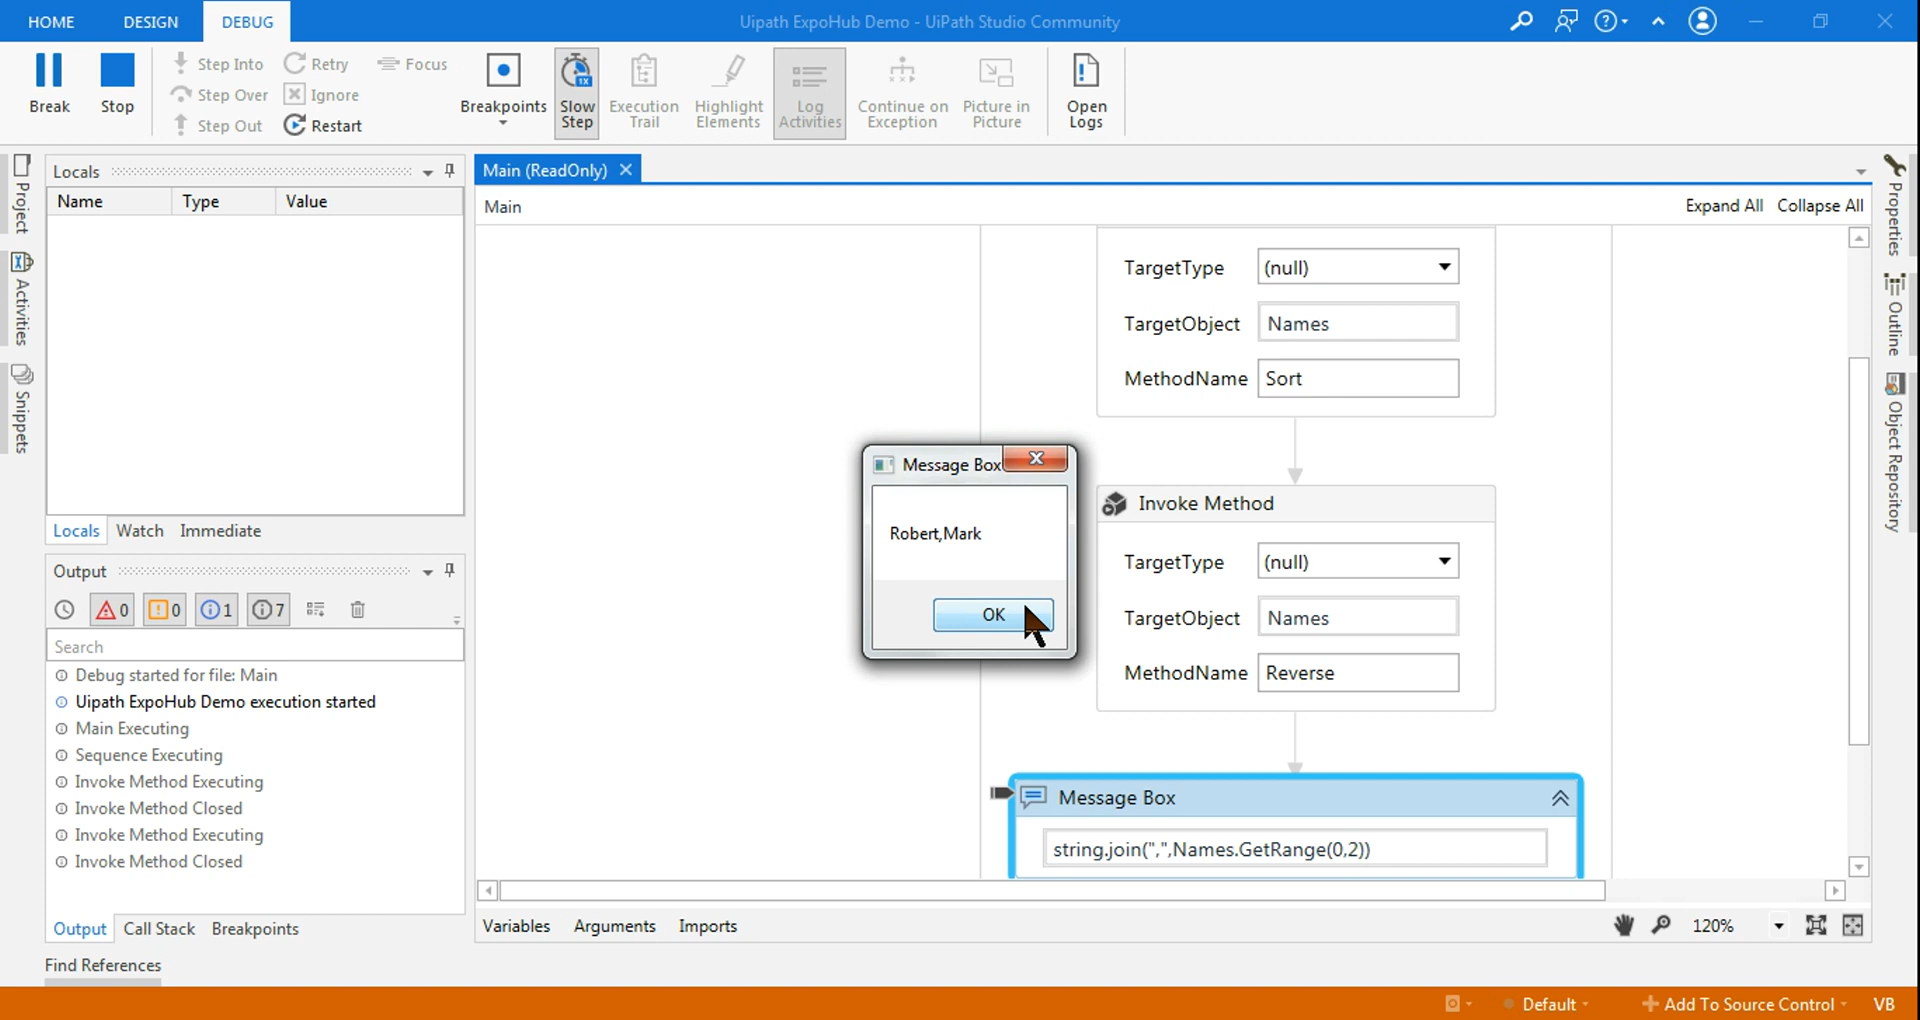 HOME DESIGN DEBUG
Uipath ExpoHub Demo - UiPath Studio Community
Break
Stop
Step Into
Step Over
Step Out
Retry
Ignore
Restart
Focus
Breakpoints
Slow
Step
Execution
Trail
Highlight
Elements
Log
Activities
Continue on
Exception
Picture in
Picture
Open
Logs
Project
Activities
Snippets
Locals
Name Type Value
Locals Watch Immediate
Output
0 0 1 7
Search
Debug started for file: Main
Uipath ExpoHub Demo execution started
Main Executing
Sequence Executing
Invoke Method Executing
Invoke Method Closed
Invoke Method Executing
Invoke Method Closed
Output Call Stack Breakpoints
Find References
Main (ReadOnly)
Main
Expand All Collapse All
TargetType (null)
TargetObject Names
MethodName Sort
Invoke Method
TargetType (null)
TargetObject Names
MethodName Reverse
Message Box
Robert,Mark
OK
Message Box
string.join(",",Names.GetRange(0,2))
Variables Arguments Imports
120%
Properties
Outline
Object Repository
Default
Add To Source Control
VB